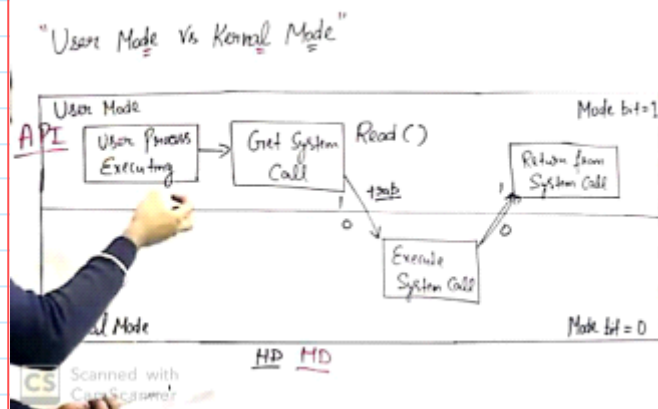 "User Mode Vs Kernal Mode"
User Mode
Mode bit=1
API
User Process
Executing
Get System
Call
Read()
Return from
System Call
trap
1
0
1
0
Execute
System Call
Mode
Mode bit = 0
HD MD
CS Scanned with
CamScanner